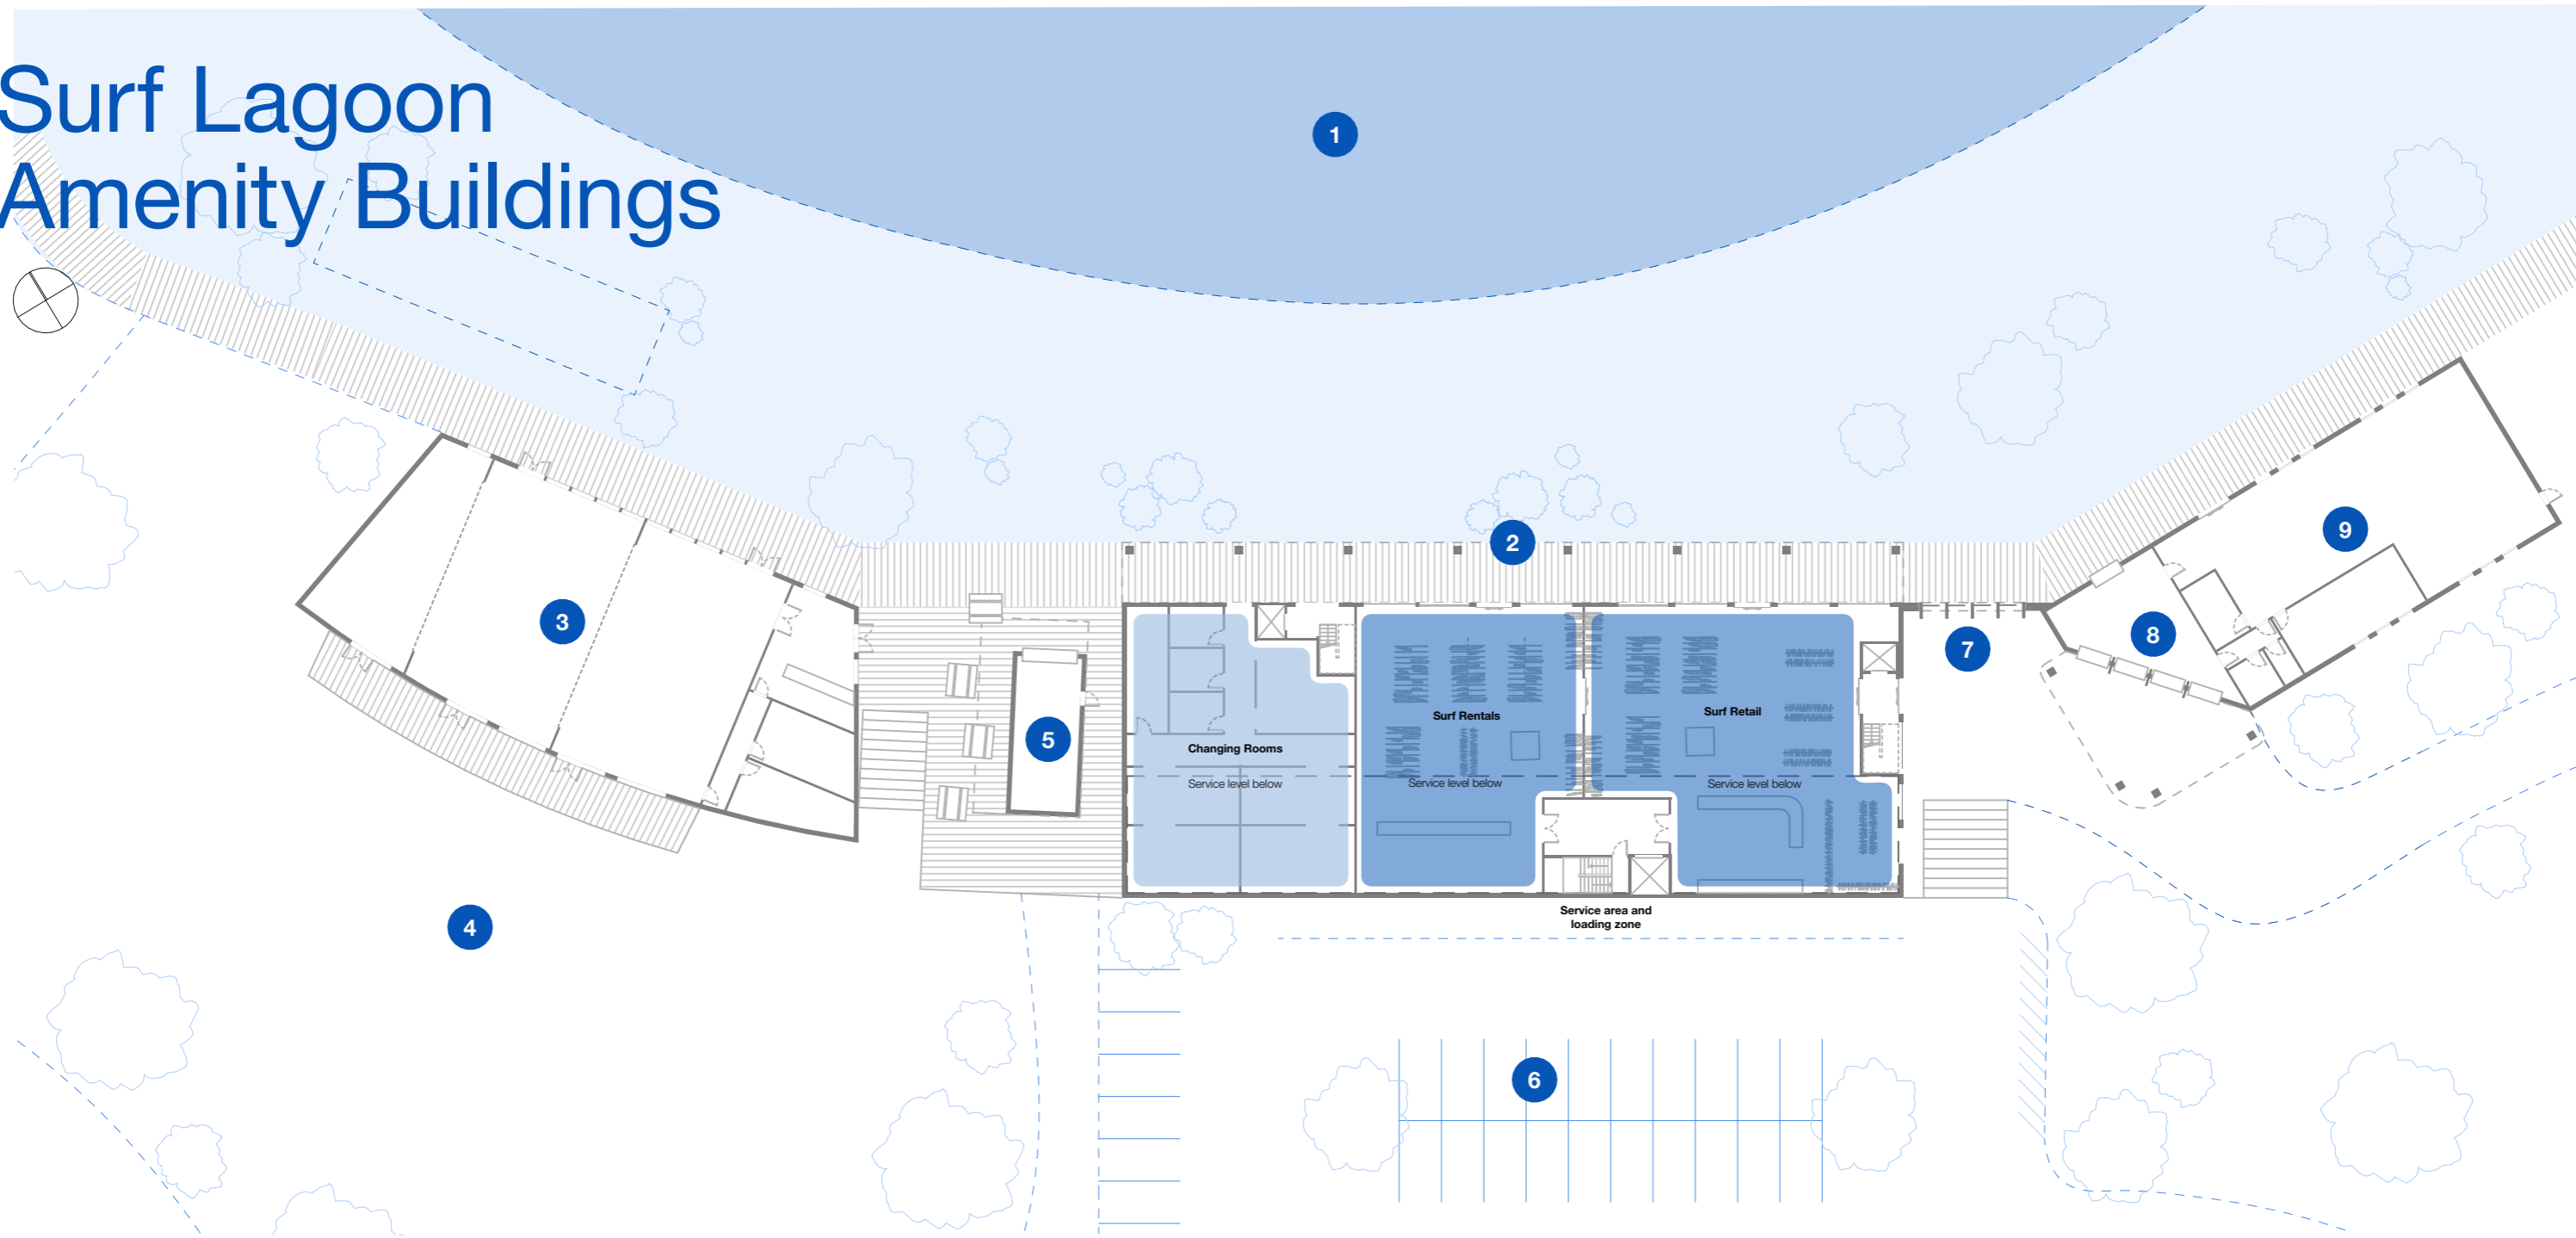 Surf Lagoon
Amenity Buildings
1
2
3
4
5
6
7
8
9
Changing Rooms
Service level below
Surf Rentals
Service level below
Surf Retail
Service level below
Service area and
loading zone